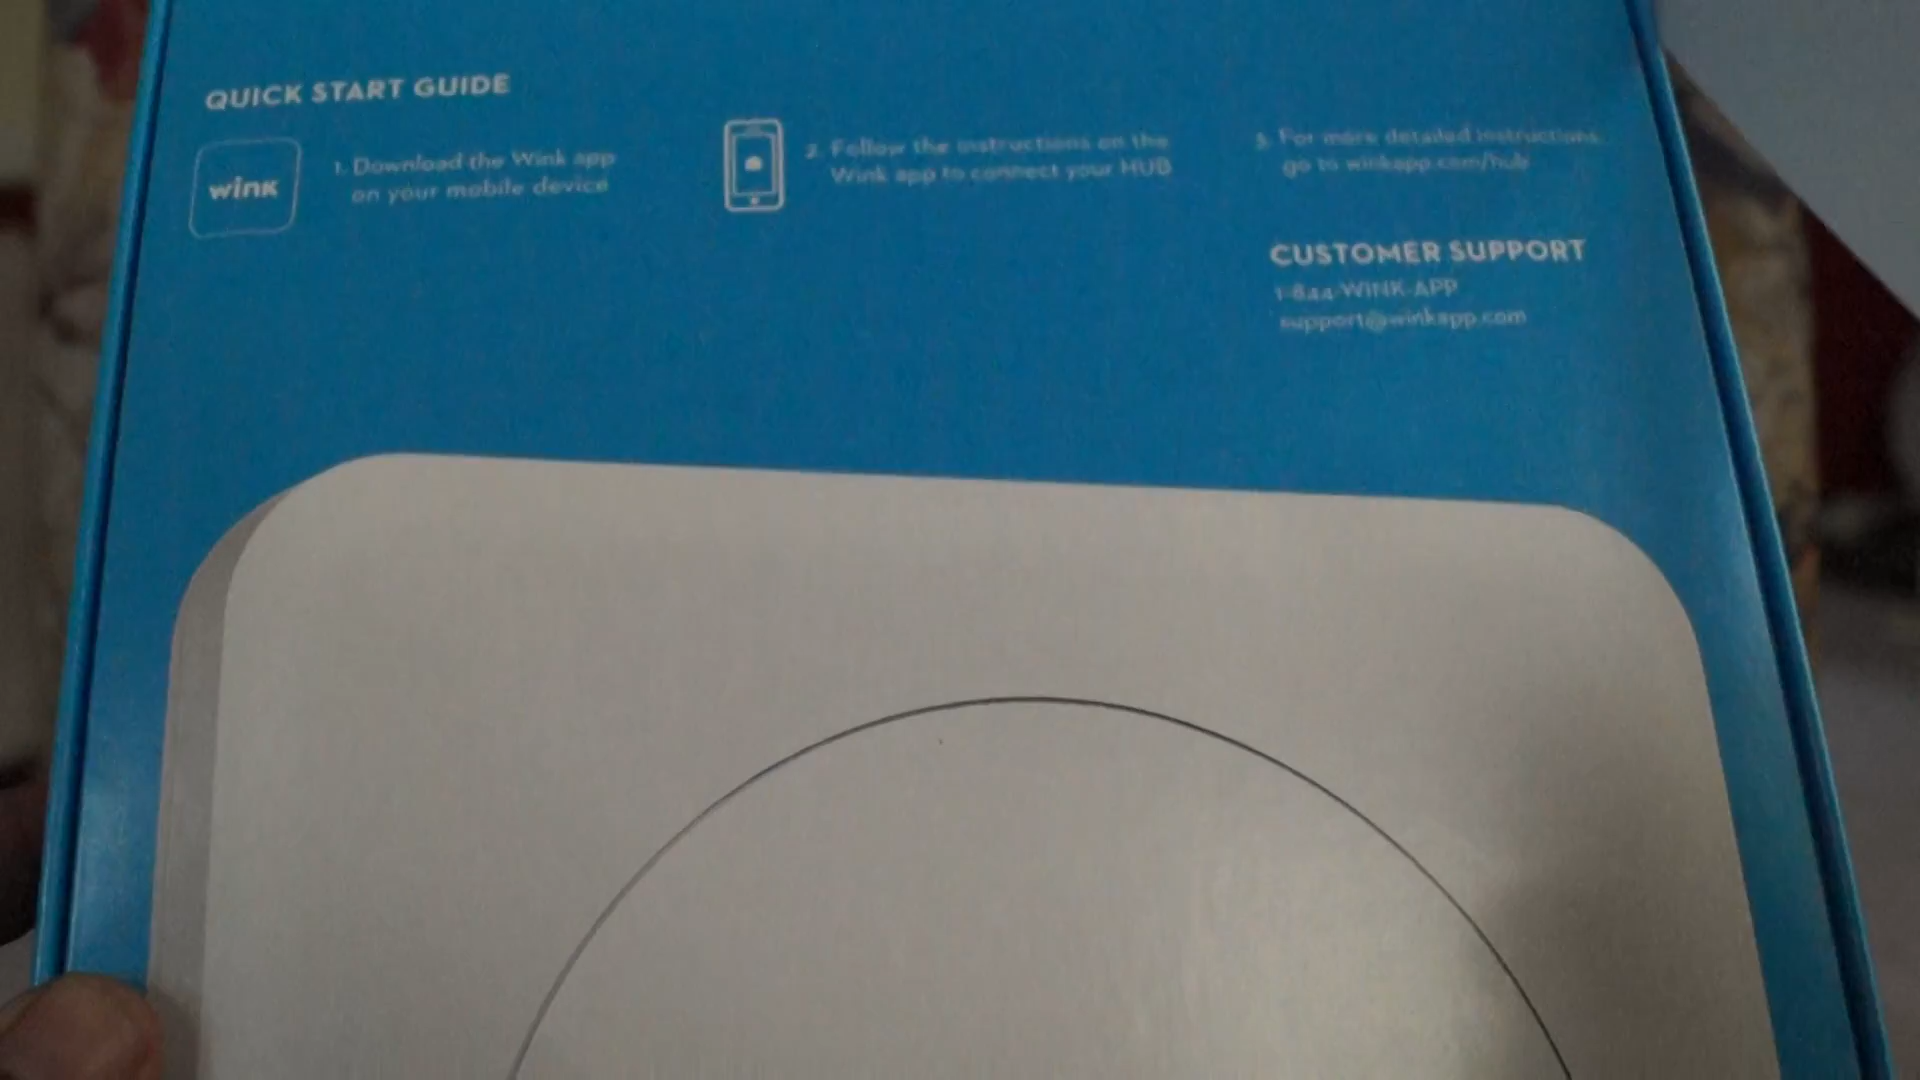 QUICK START GUIDE
wink
1. Download the Wink app
on your mobile device
2. Follow the instructions on the
Wink app to connect your HUB
3. For more detailed instructions,
go to winkapp.com/hub
CUSTOMER SUPPORT
1-844-WINK-APP
support@winkapp.com